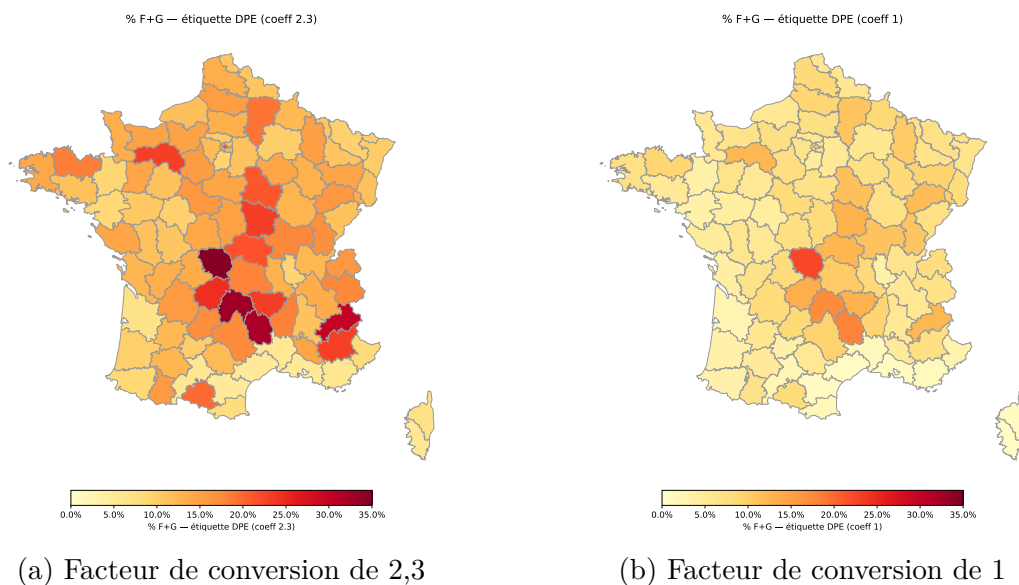 % F+G — étiquette DPE (coeff 2.3)
% F+G — étiquette DPE (coeff 1)
0.0% 5.0% 10.0% 15.0% 20.0% 25.0% 30.0% 35.0%
% F+G — étiquette DPE (coeff 2.3)
0.0% 5.0% 10.0% 15.0% 20.0% 25.0% 30.0% 35.0%
% F+G — étiquette DPE (coeff 1)
(a) Facteur de conversion de 2,3
(b) Facteur de conversion de 1